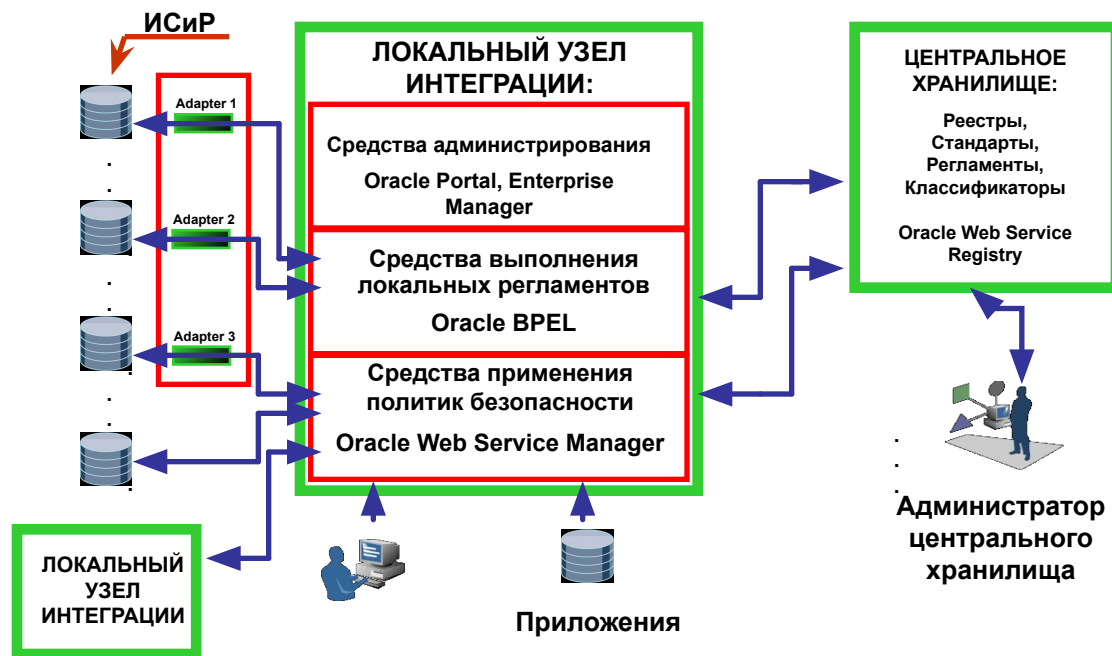 ИСиР
Adapter 1
Adapter 2
Adapter 3
ЛОКАЛЬНЫЙ УЗЕЛ
ИНТЕГРАЦИИ:
Средства администрирования
Oracle Portal, Enterprise
Manager
Средства выполнения
локальных регламентов
Oracle BPEL
Средства применения
политик безопасности
Oracle Web Service Manager
ЦЕНТРАЛЬНОЕ
ХРАНИЛИЩЕ:
Реестры,
Стандарты,
Регламенты,
Классификаторы
Oracle Web Service
Registry
Администратор
центрального
хранилища
ЛОКАЛЬНЫЙ
УЗЕЛ
ИНТЕГРАЦИИ
Приложения